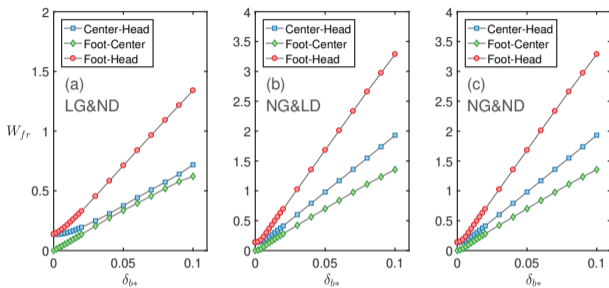 2
1.5
1
0.5
0
W_fr
Center-Head
Foot-Center
Foot-Head
(a)
LG&ND
0
0.05
0.1
δ_b*
4
3.5
3
2.5
2
1.5
1
0.5
0
Center-Head
Foot-Center
Foot-Head
(b)
NG&LD
0
0.05
0.1
δ_b*
4
3.5
3
2.5
2
1.5
1
0.5
0
Center-Head
Foot-Center
Foot-Head
(c)
NG&ND
0
0.05
0.1
δ_b*